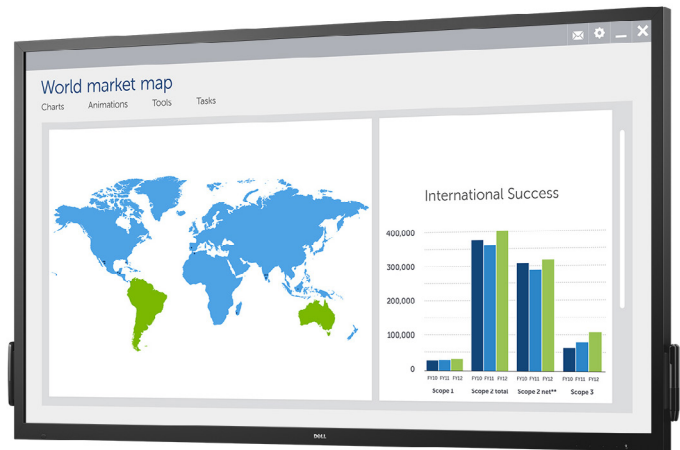 World market map
Charts Animations Tools Tasks
International Success
400,000
300,000
200,000
100,000
0
FY10 FY11 FY12 FY10 FY11 FY12 FY10 FY11 FY12 FY10 FY11 FY12
Scope 1 Scope 2 total Scope 2 net** Scope 3
DELL